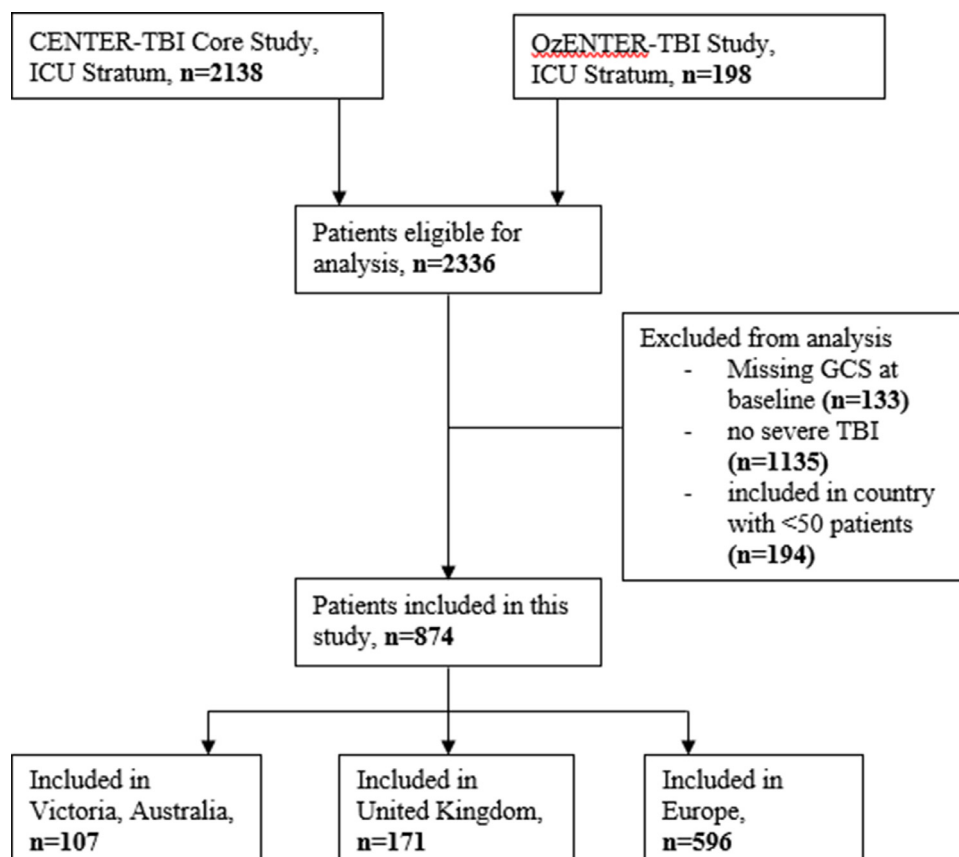 CENTER-TBI Core Study,
ICU Stratum, n=2138
OzENTER-TBI Study,
ICU Stratum, n=198
Patients eligible for
analysis, n=2336
Excluded from analysis
- Missing GCS at
baseline (n=133)
- no severe TBI
(n=1135)
- included in country
with <50 patients
(n=194)
Patients included in this
study, n=874
Included in
Victoria, Australia,
n=107
Included in
United Kingdom,
n=171
Included in
Europe,
n=596